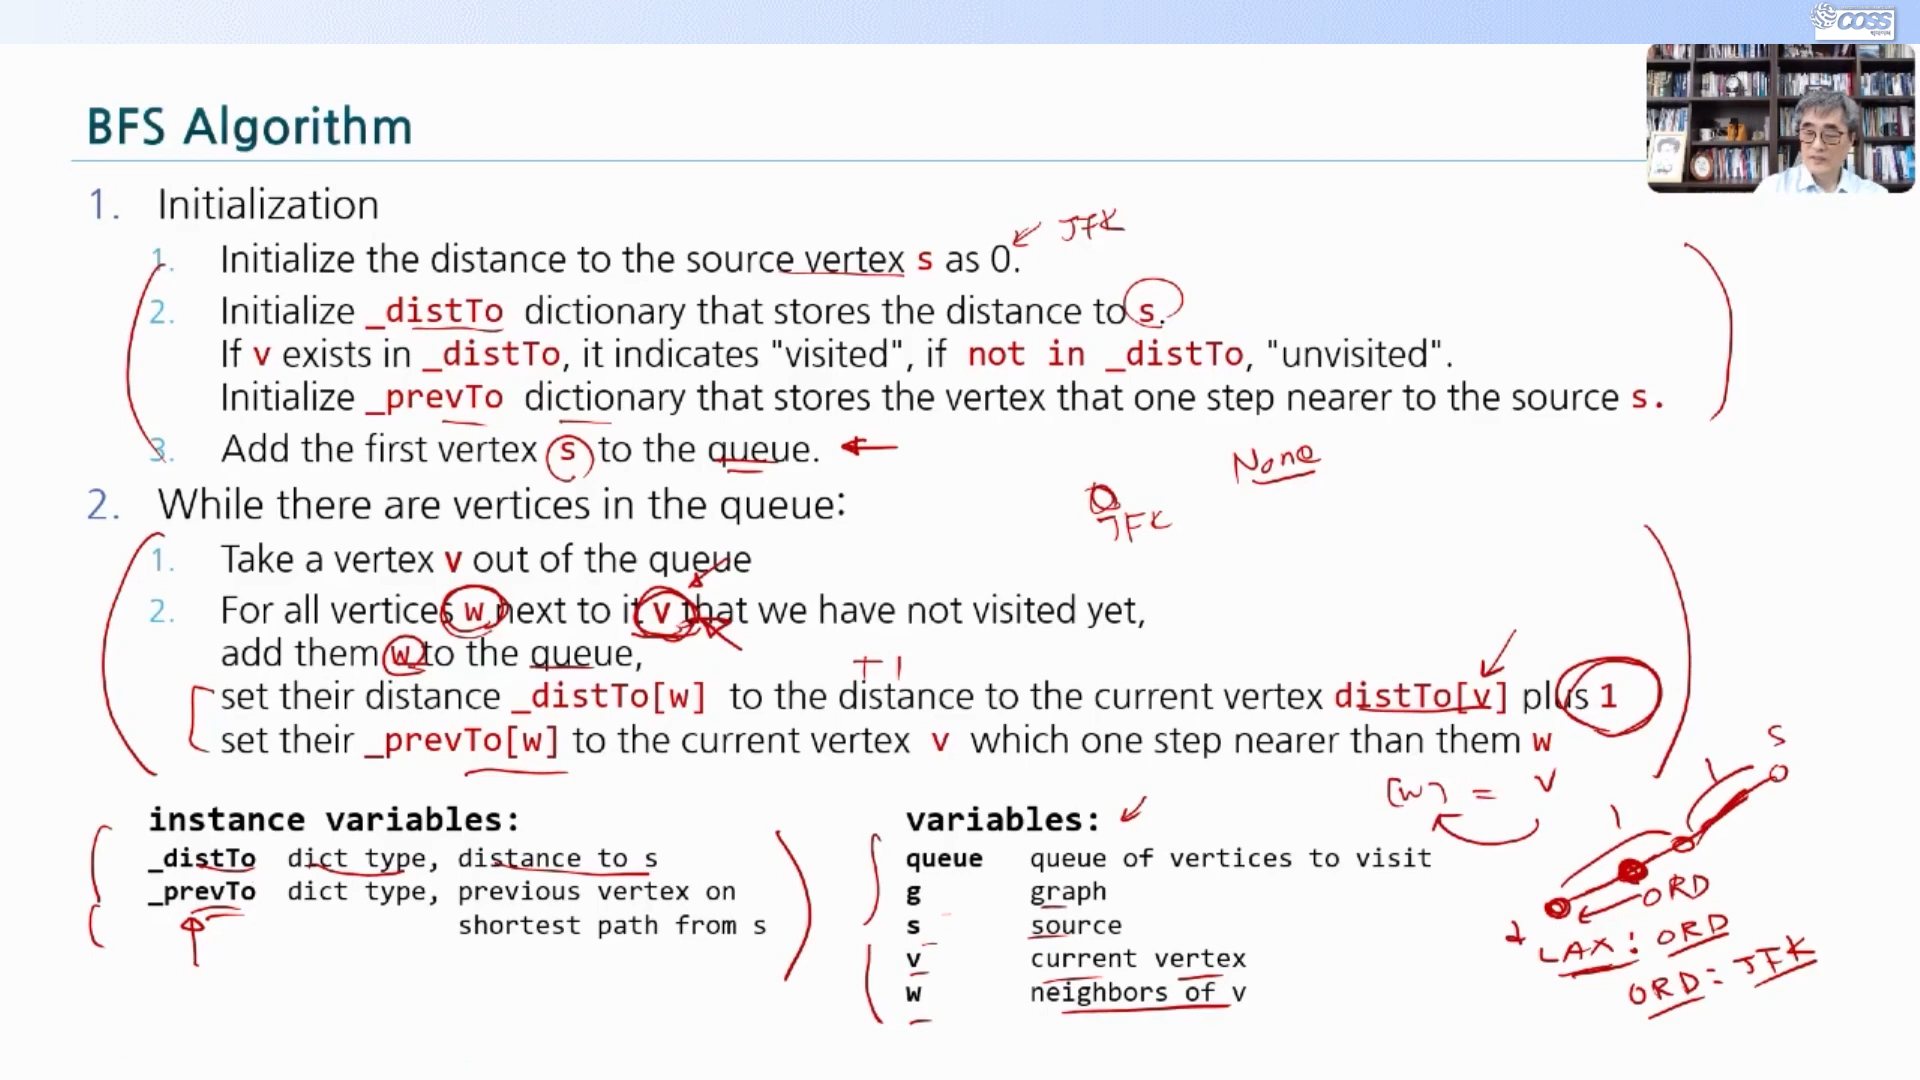 COSS
BFS Algorithm
1. Initialization
JFK
1. Initialize the distance to the source vertex s as 0.
2. Initialize _distTo dictionary that stores the distance to s.
If v exists in _distTo, it indicates "visited", if not in _distTo, "unvisited".
Initialize _prevTo dictionary that stores the vertex that one step nearer to the source s.
3. Add the first vertex s to the queue.
None
2. While there are vertices in the queue:
JFK
1. Take a vertex v out of the queue
2. For all vertices w next to it v that we have not visited yet,
add them w to the queue,
+1
set their distance _distTo[w] to the distance to the current vertex distTo[v] plus 1
set their _prevTo[w] to the current vertex v which one step nearer than them w
s
[w] = v
1
1
instance variables:
_distTo dict type, distance to s
_prevTo dict type, previous vertex on
shortest path from s
variables:
queue queue of vertices to visit
g graph
s source
v current vertex
w neighbors of v
ORD
LAX : ORD
ORD : JFK